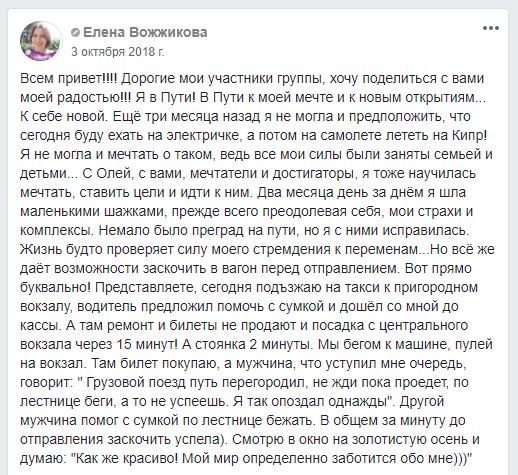 Елена Вожжикова
3 октября 2018 г.
Всем привет!!!! Дорогие мои участники группы, хочу поделиться с вами
моей радостью!!! Я в Пути! В Пути к моей мечте и к новым открытиям...
К себе новой. Ещё три месяца назад я не могла и предположить, что
сегодня буду ехать на электричке, а потом на самолете лететь на Кипр!
Я не могла и мечтать о таком, ведь все мои силы были заняты семьей и
детьми... С Олей, с вами, мечтатели и достигаторы, я тоже научилась
мечтать, ставить цели и идти к ним. Два месяца день за днём я шла
маленькими шажками, прежде всего преодолевая себя, мои страхи и
комплексы. Немало было преград на пути, но я с ними исправилась.
Жизнь будто проверяет силу моего стремдения к переменам...Но всё же
даёт возможности заскочить в вагон перед отправлением. Вот прямо
буквально! Представляете, сегодня подъзжаю на такси к пригородном
вокзалу, водитель предложил помочь с сумкой и дошёл со мной до
кассы. А там ремонт и билеты не продают и посадка с центрального
вокзала через 15 минут! А стоянка 2 минуты. Мы бегом к машине, пулей
на вокзал. Там билет покупаю, а мужчина, что уступил мне очередь,
говорит: " Грузовой поезд путь перегородил, не жди пока проедет, по
лестнице беги, а то не успеешь. Я так опоздал однажды". Другой
мужчина помог с сумкой по лестнице бежать. В общем за минуту до
отправления заскочить успела). Смотрю в окно на золотистую осень и
думаю: "Как же красиво! Мой мир определенно заботится обо мне)))"